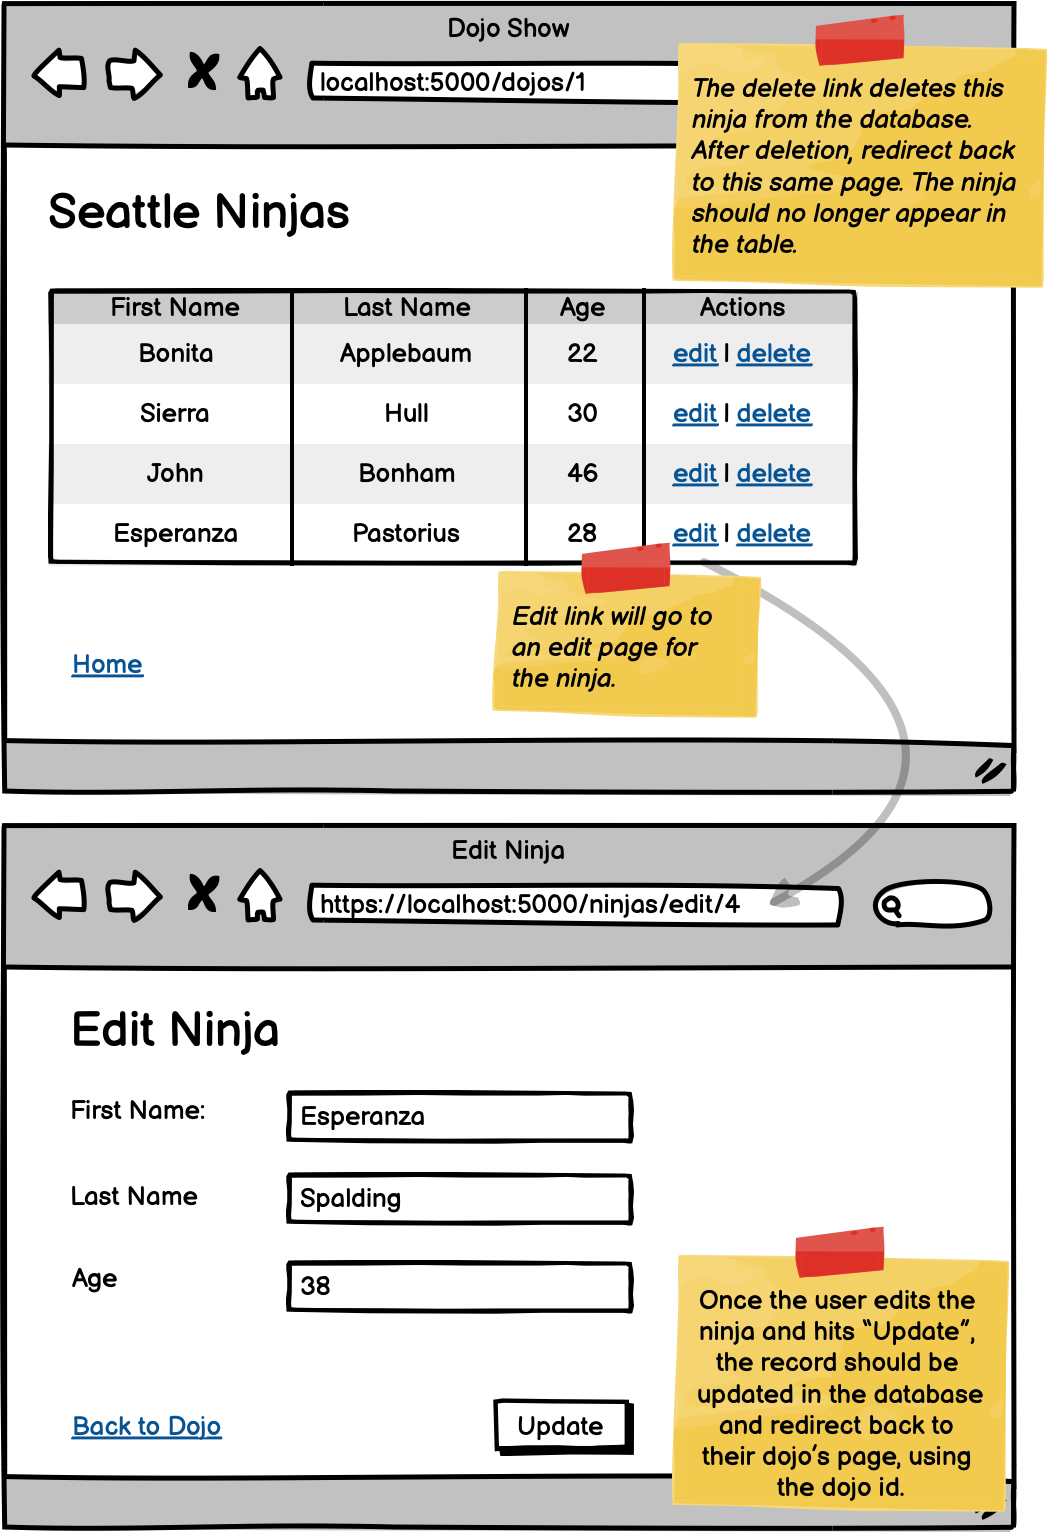 Dojo Show
localhost:5000/dojos/1
The delete link deletes this
ninja from the database.
After deletion, redirect back
to this same page. The ninja
should no longer appear in
the table.
Seattle Ninjas
First Name Last Name Age Actions
Bonita Applebaum 22 edit | delete
Sierra Hull 30 edit | delete
John Bonham 46 edit | delete
Esperanza Pastorius 28 edit | delete
Edit link will go to
an edit page for
the ninja.
Home
Edit Ninja
https://localhost:5000/ninjas/edit/4
Edit Ninja
First Name: Esperanza
Last Name Spalding
Age 38
Once the user edits the
ninja and hits “Update”,
the record should be
updated in the database
and redirect back to
their dojo’s page, using
the dojo id.
Back to Dojo Update